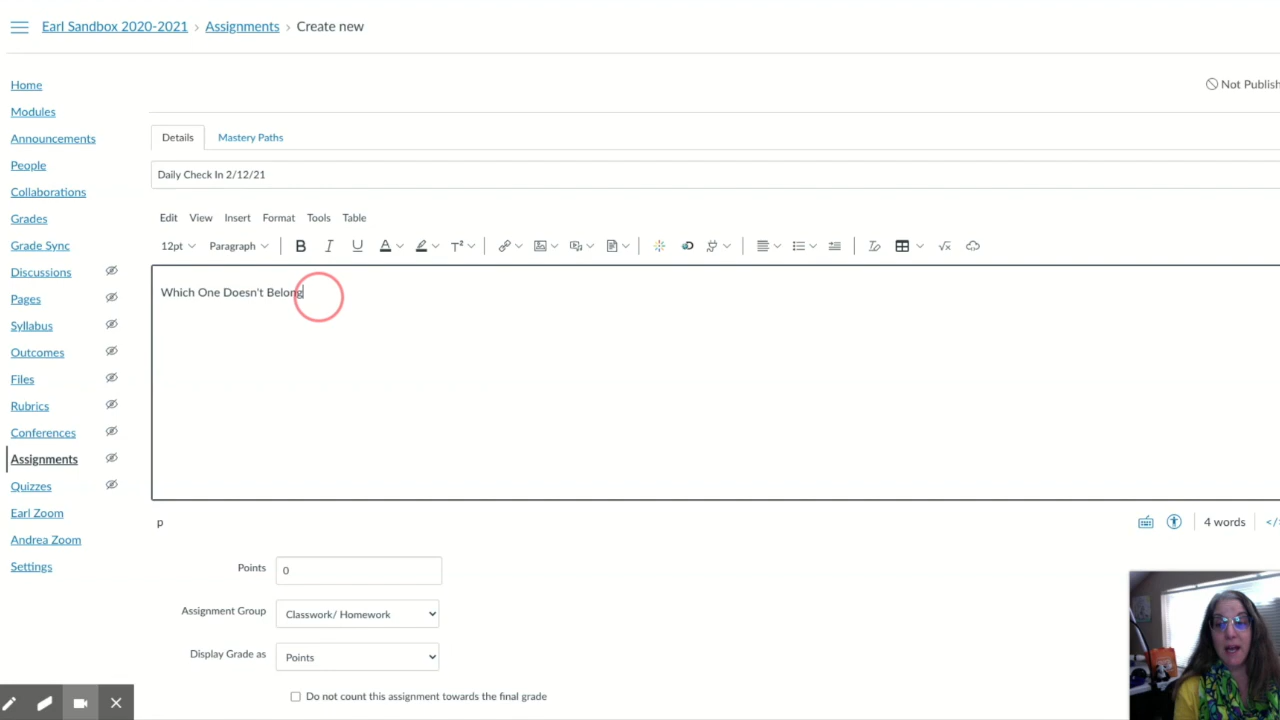 Earl Sandbox 2020-2021 › Assignments › Create new
Home
Not Publish
Modules
Announcements
Details Mastery Paths
People
Daily Check In 2/12/21
Collaborations
Grades
Edit View Insert Format Tools Table
Grade Sync
12pt Paragraph B I U A T²
Discussions
Pages
Which One Doesn't Belong
Syllabus
Outcomes
Files
Rubrics
Conferences
Assignments
Quizzes
Earl Zoom
p
4 words </>
Andrea Zoom
Settings
Points 0
Assignment Group Classwork/ Homework
Display Grade as Points
Do not count this assignment towards the final grade